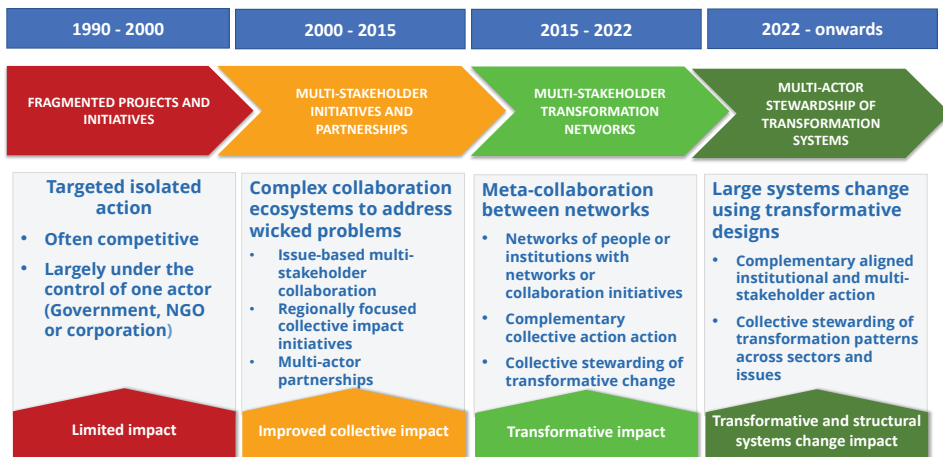 1990 - 2000
2000 - 2015
2015 - 2022
2022 - onwards
FRAGMENTED PROJECTS AND
INITIATIVES
MULTI-STAKEHOLDER
INITIATIVES AND
PARTNERSHIPS
MULTI-STAKEHOLDER
TRANSFORMATION
NETWORKS
MULTI-ACTOR
STEWARDSHIP OF
TRANSFORMATION
SYSTEMS
Targeted isolated
action
• Often competitive
• Largely under the
control of one actor
(Government, NGO
or corporation)
Limited impact
Complex collaboration
ecosystems to address
wicked problems
• Issue-based multi-
stakeholder
collaboration
• Regionally focused
collective impact
initiatives
• Multi-actor
partnerships
Improved collective impact
Meta-collaboration
between networks
• Networks of people or
institutions with
networks or
collaboration initiatives
• Complementary
collective action action
• Collective stewarding of
transformative change
Transformative impact
Large systems change
using transformative
designs
• Complementary aligned
institutional and multi-
stakeholder action
• Collective stewarding of
transformation patterns
across sectors and
issues
Transformative and structural
systems change impact